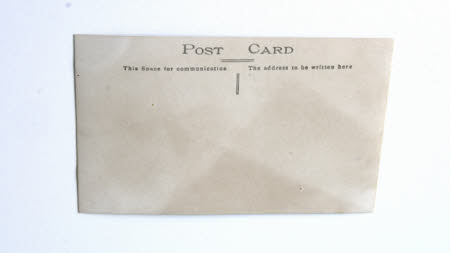 POST CARD
This Space for communication The address to be written here